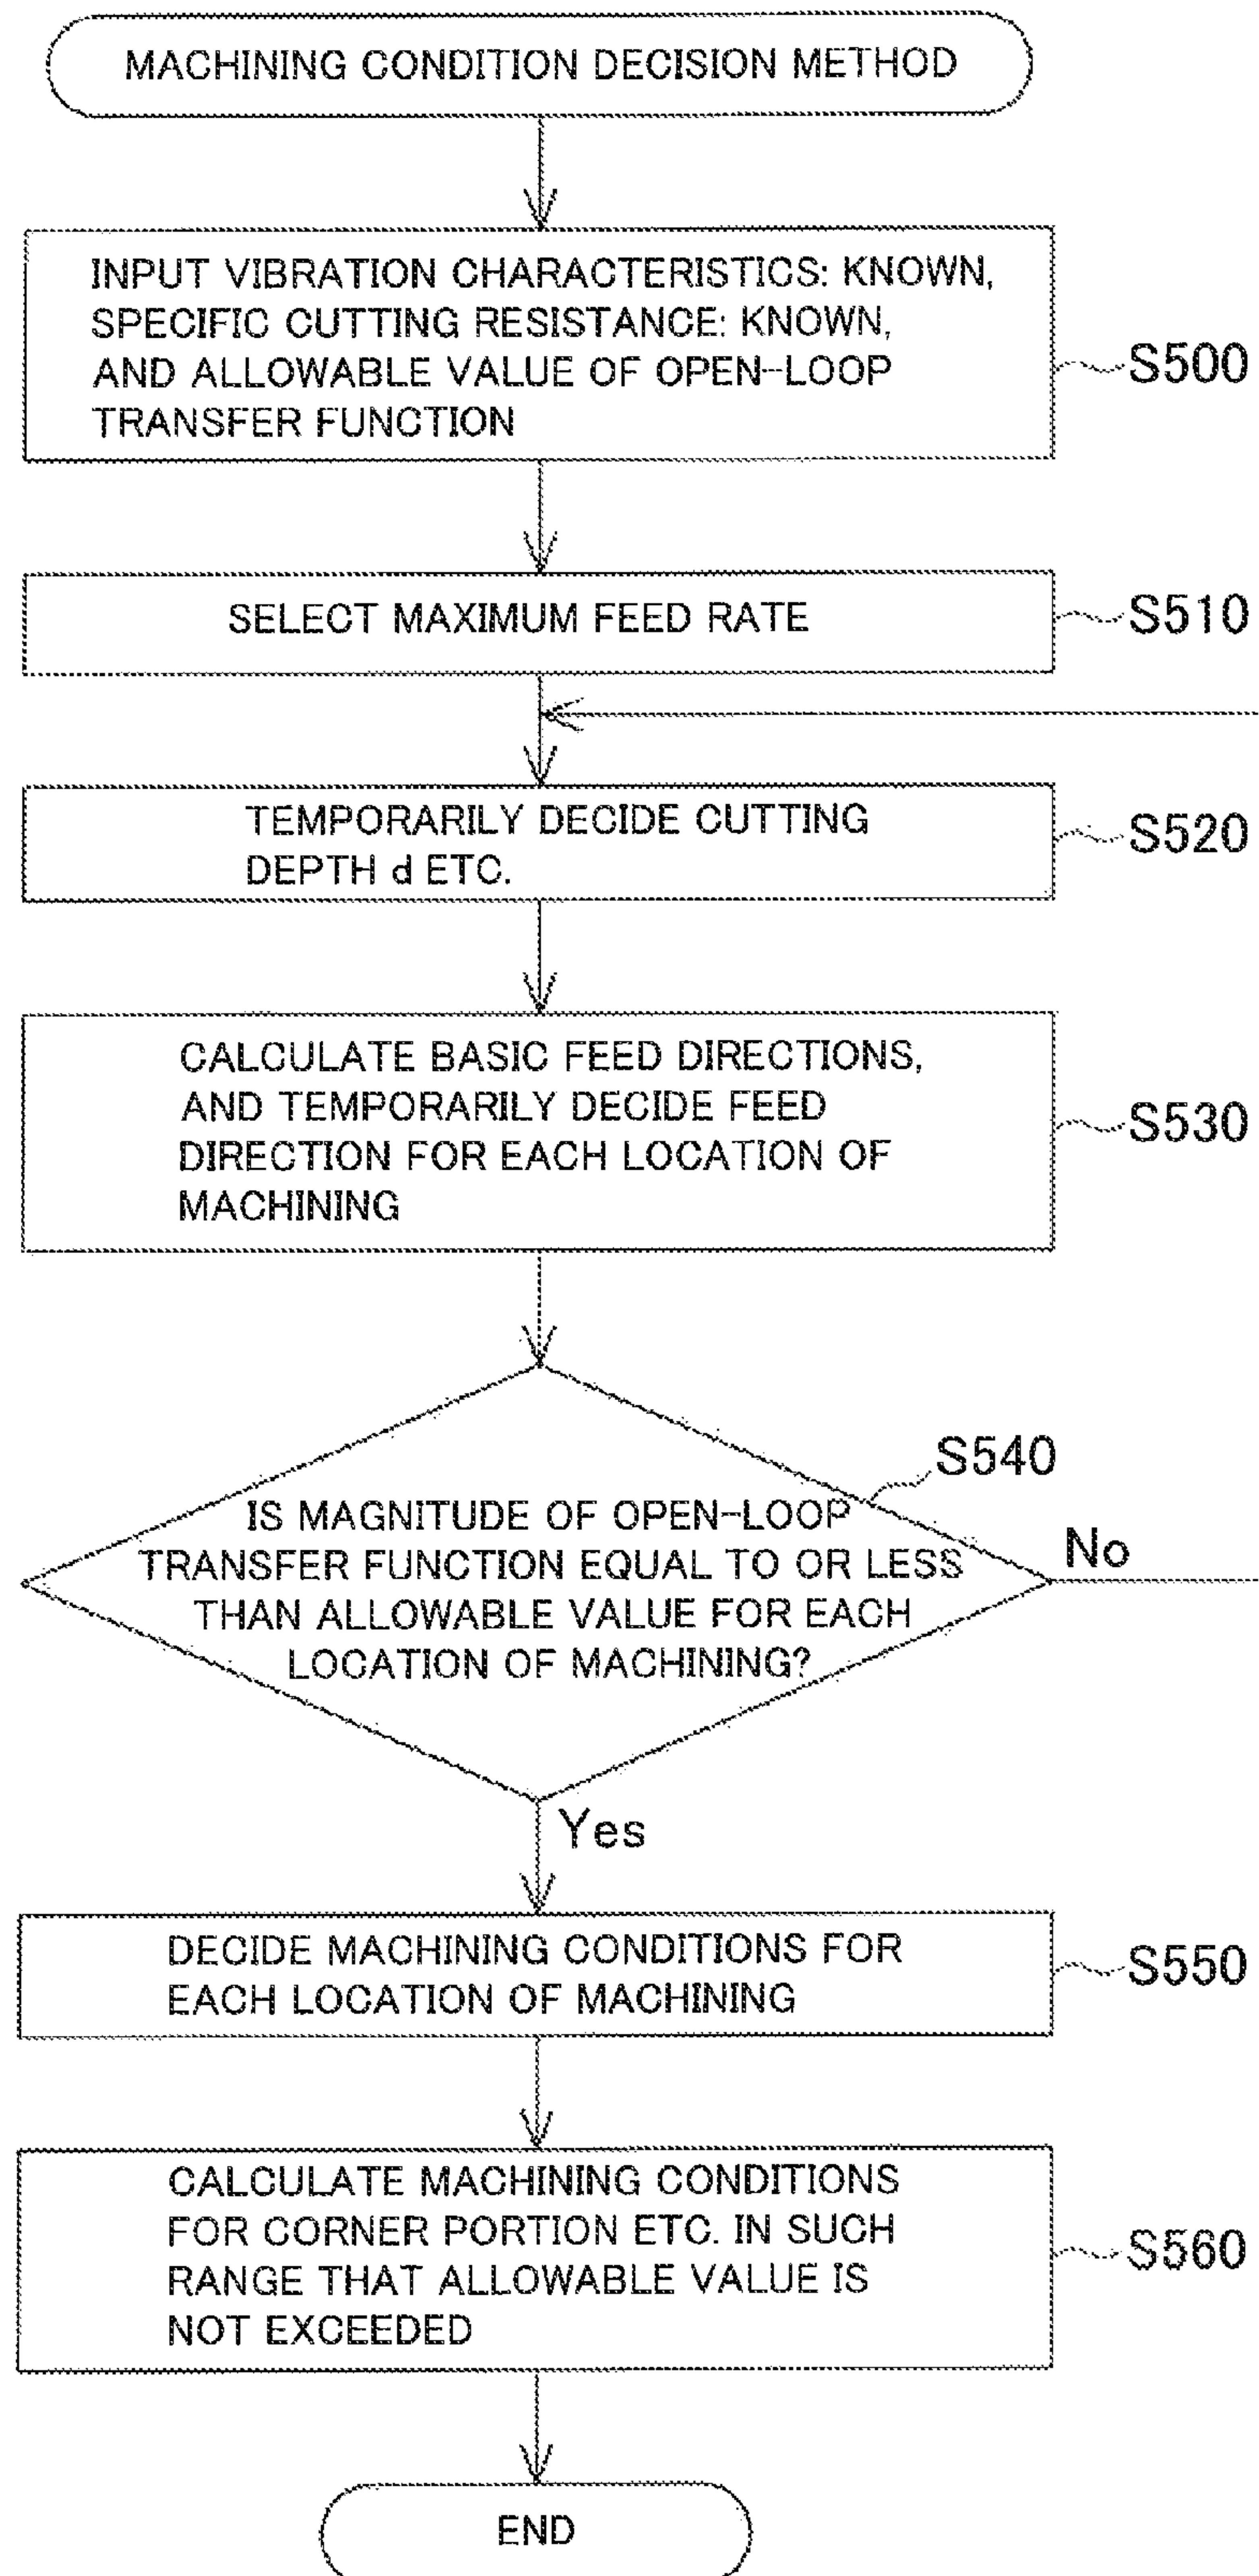 MACHINING CONDITION DECISION METHOD
INPUT VIBRATION CHARACTERISTICS: KNOWN,
SPECIFIC CUTTING RESISTANCE: KNOWN,
AND ALLOWABLE VALUE OF OPEN-LOOP
TRANSFER FUNCTION
S500
SELECT MAXIMUM FEED RATE
S510
TEMPORARILY DECIDE CUTTING
DEPTH d ETC.
S520
CALCULATE BASIC FEED DIRECTIONS,
AND TEMPORARILY DECIDE FEED
DIRECTION FOR EACH LOCATION OF
MACHINING
S530
S540
IS MAGNITUDE OF OPEN-LOOP
TRANSFER FUNCTION EQUAL TO OR LESS
THAN ALLOWABLE VALUE FOR EACH
LOCATION OF MACHINING?
No
Yes
DECIDE MACHINING CONDITIONS FOR
EACH LOCATION OF MACHINING
S550
CALCULATE MACHINING CONDITIONS
FOR CORNER PORTION ETC. IN SUCH
RANGE THAT ALLOWABLE VALUE IS
NOT EXCEEDED
S560
END